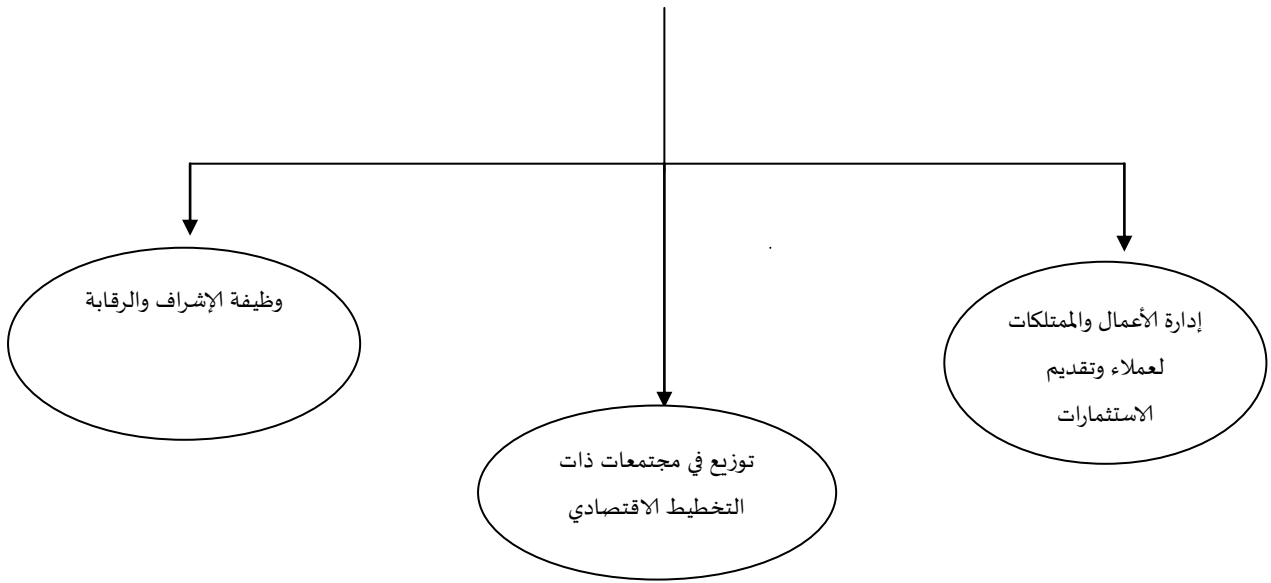 إدارة الأعمال والممتلكات
لعملاء وتقديم
الاستثمارات
توزيع في مجتمعات ذات
التخطيط الاقتصادي
وظيفة الإشراف والرقابة